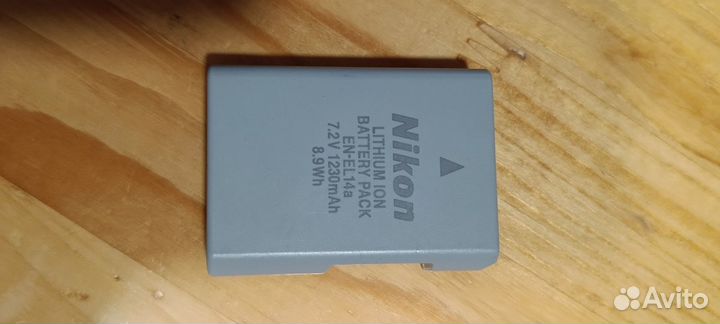 Nikon
LITHIUM ION
BATTERY PACK
EN-EL14a
7.2V 1230mAh
8.9Wh
Avito